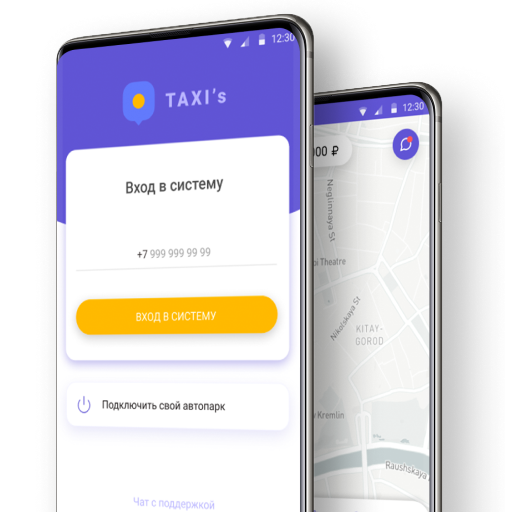 12:30
TAXI's
Вход в систему
+7 999 999 99 99
ВХОД В СИСТЕМУ
Подключить свой автопарк
Чат с поддержкой
12:30
000 ₽
Neglinnaya St
Theatre
Nikolskaya St
KITAY-
GOROD
Kremlin
Raushskaya